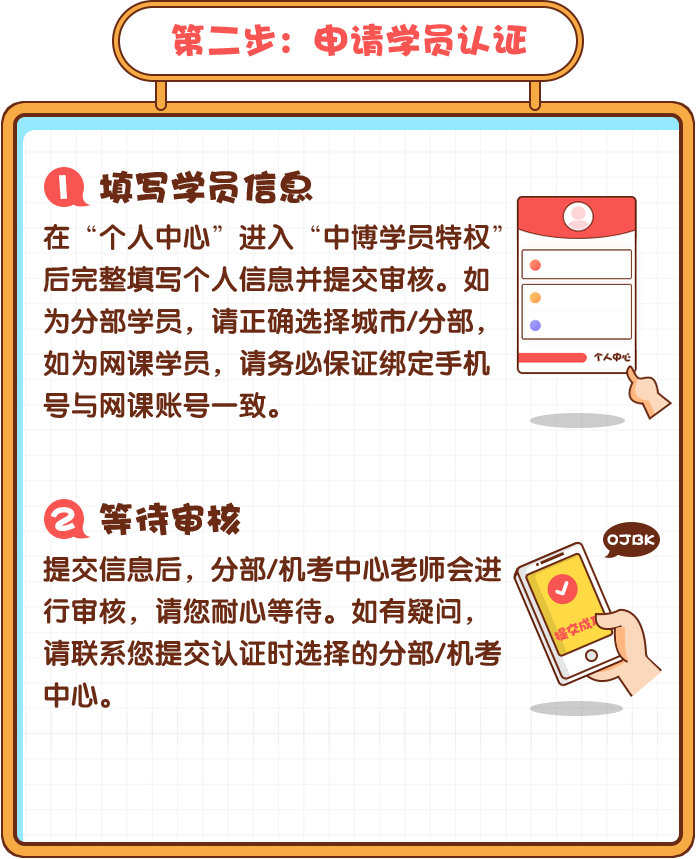 第二步：申请学员认证
1 填写学员信息
在“个人中心”进入“中博学员特权”
后完整填写个人信息并提交审核。如
为分部学员，请正确选择城市/分部，
如为网课学员，请务必保证绑定手机
号与网课账号一致。
个人中心
2 等待审核
提交信息后，分部/机考中心老师会进
行审核，请您耐心等待。如有疑问，
请联系您提交认证时选择的分部/机考
中心。
OJBK
提交成